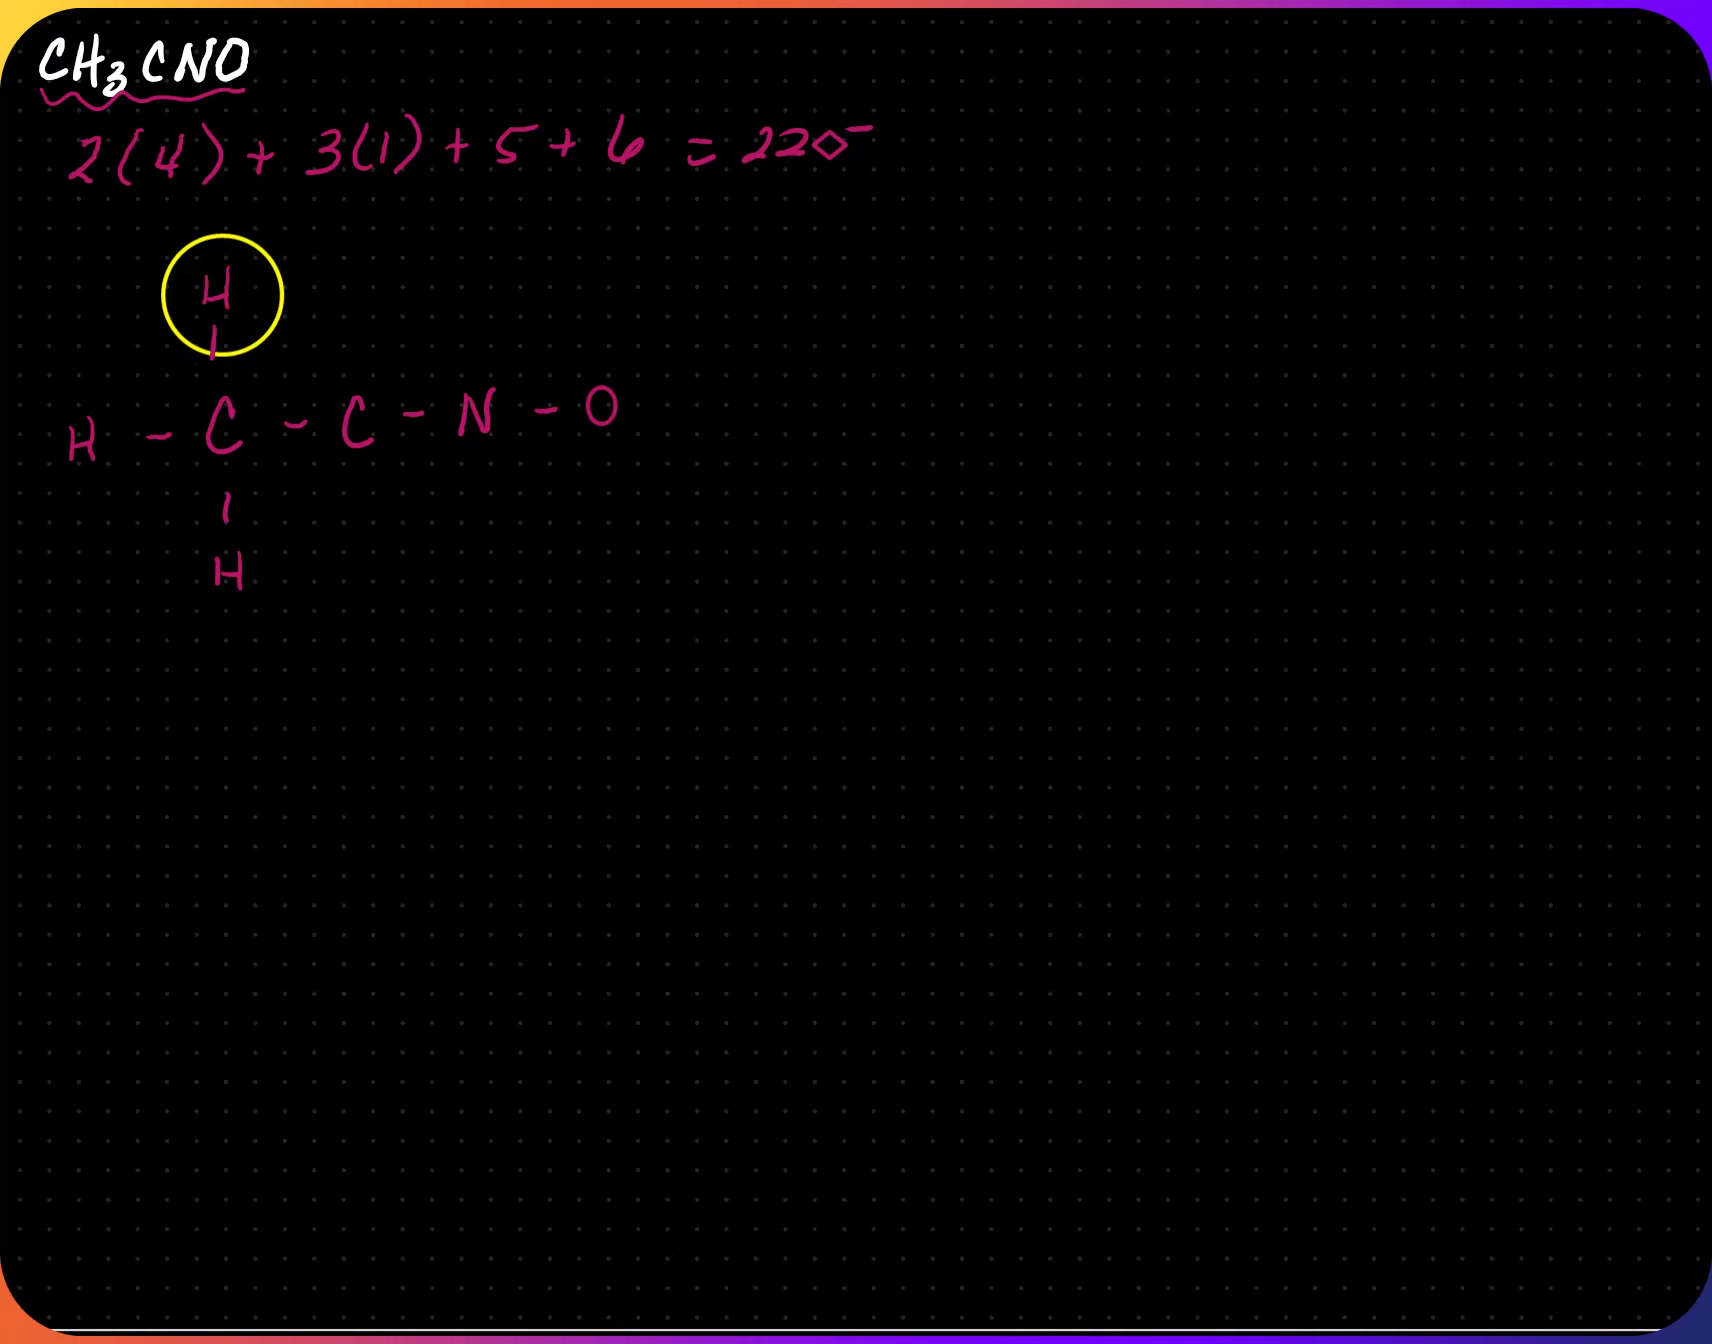 CH₃CNO
2(4) + 3(1) + 5 + 6 = 22e⁻
H
|
H - C - C - N - O
|
H